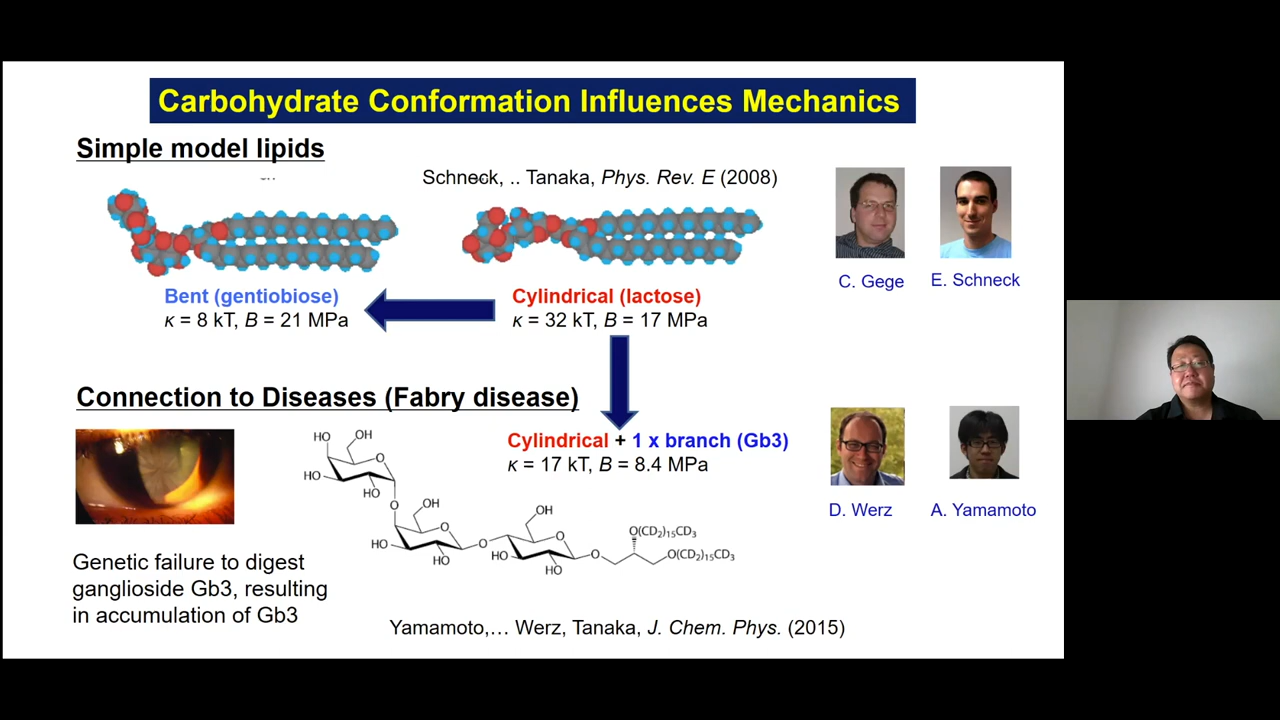 Carbohydrate Conformation Influences Mechanics
Simple model lipids
Schneck, .. Tanaka, Phys. Rev. E (2008)
C. Gege
E. Schneck
Bent (gentiobiose)
κ = 8 kT, B = 21 MPa
Cylindrical (lactose)
κ = 32 kT, B = 17 MPa
Connection to Diseases (Fabry disease)
Cylindrical + 1 x branch (Gb3)
κ = 17 kT, B = 8.4 MPa
D. Werz
A. Yamamoto
HO
OH
O
HO
HO
O
OH
O
HO
HO
O
OH
O
HO
HO
O
O(CD₂)₁₅CD₃
O(CD₂)₁₅CD₃
Genetic failure to digest
ganglioside Gb3, resulting
in accumulation of Gb3
Yamamoto,... Werz, Tanaka, J. Chem. Phys. (2015)